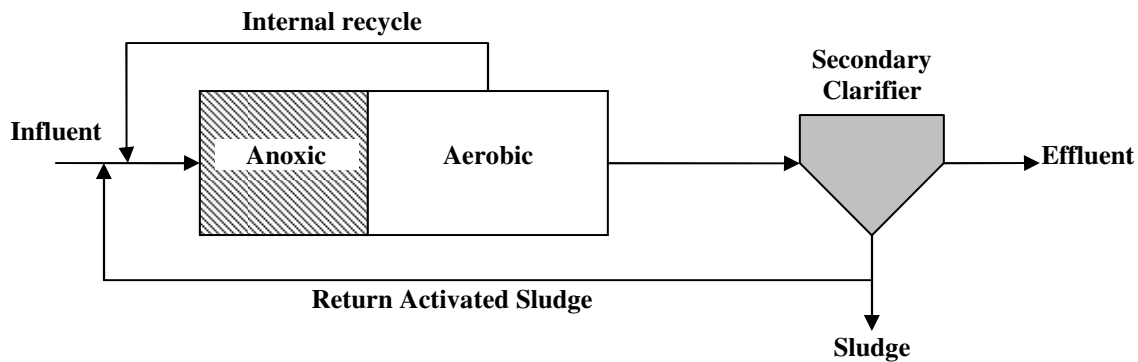 Internal recycle
Secondary
Clarifier
Influent
Anoxic
Aerobic
Effluent
Return Activated Sludge
Sludge